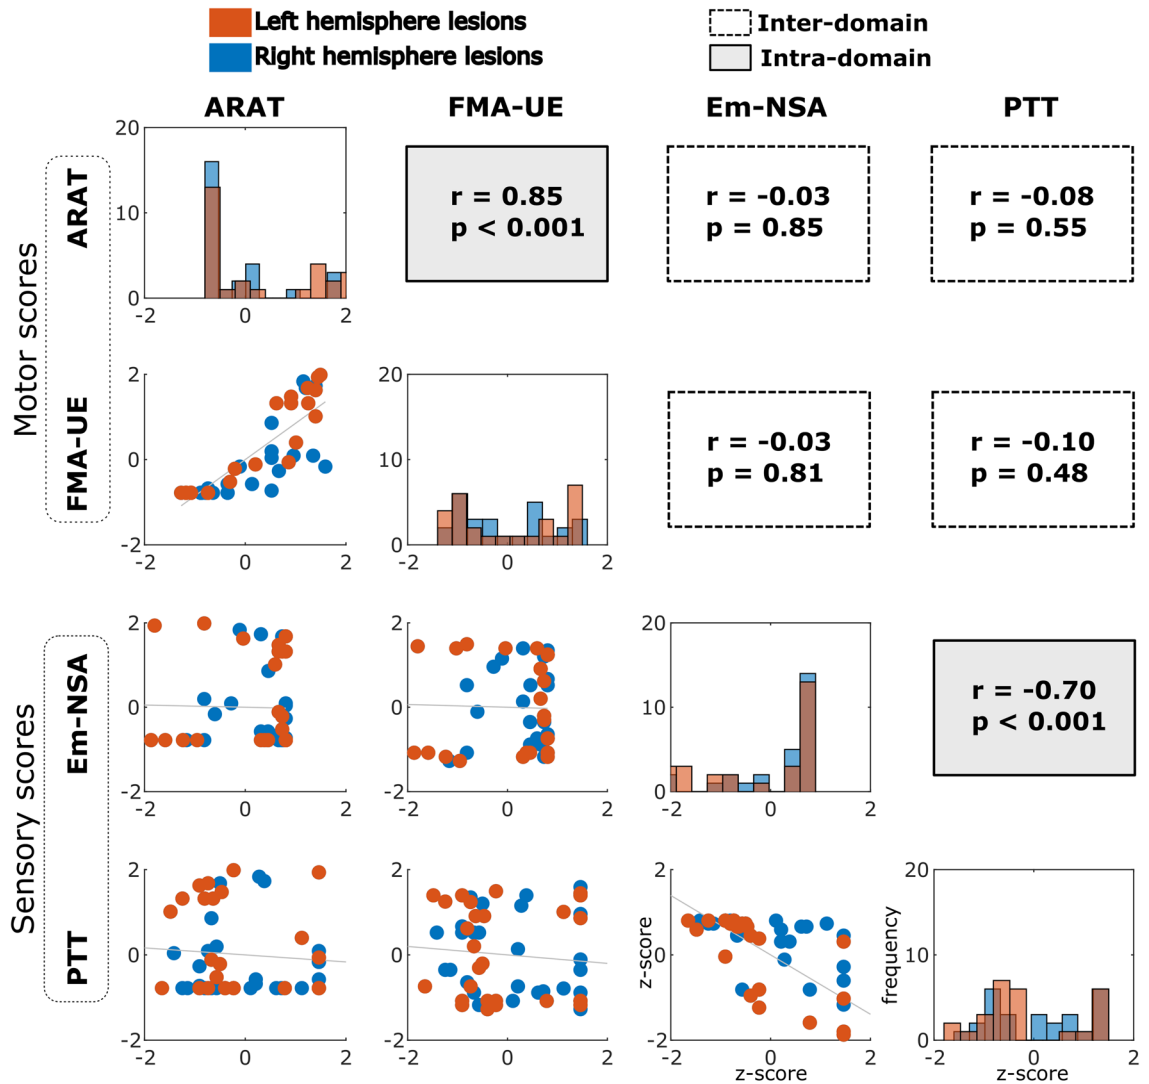 Left hemisphere lesions
Right hemisphere lesions
Inter-domain
Intra-domain
ARAT FMA-UE Em-NSA PTT
Motor scores
ARAT
20
10
0
-2 0 2
r = 0.85
p < 0.001
r = -0.03
p = 0.85
r = -0.08
p = 0.55
FMA-UE
2
0
-2
-2 0 2
20
10
0
-2 0 2
r = -0.03
p = 0.81
r = -0.10
p = 0.48
Sensory scores
Em-NSA
2
0
-2
-2 0 2
2
0
-2
-2 0 2
20
10
0
-2 0 2
r = -0.70
p < 0.001
PTT
2
0
-2
-2 0 2
2
0
-2
-2 0 2
z-score
2
0
-2
-2 0 2
z-score
frequency
20
10
0
-2 0 2
z-score